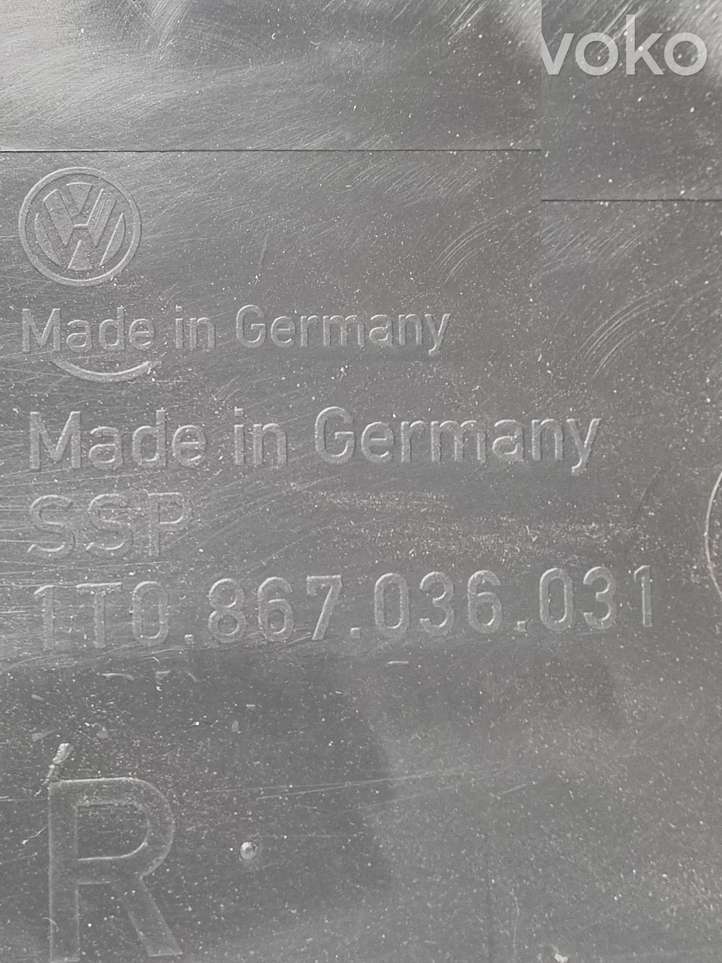 voko
Made in Germany
Made in Germany
SSP
1T0.867.036.031
R